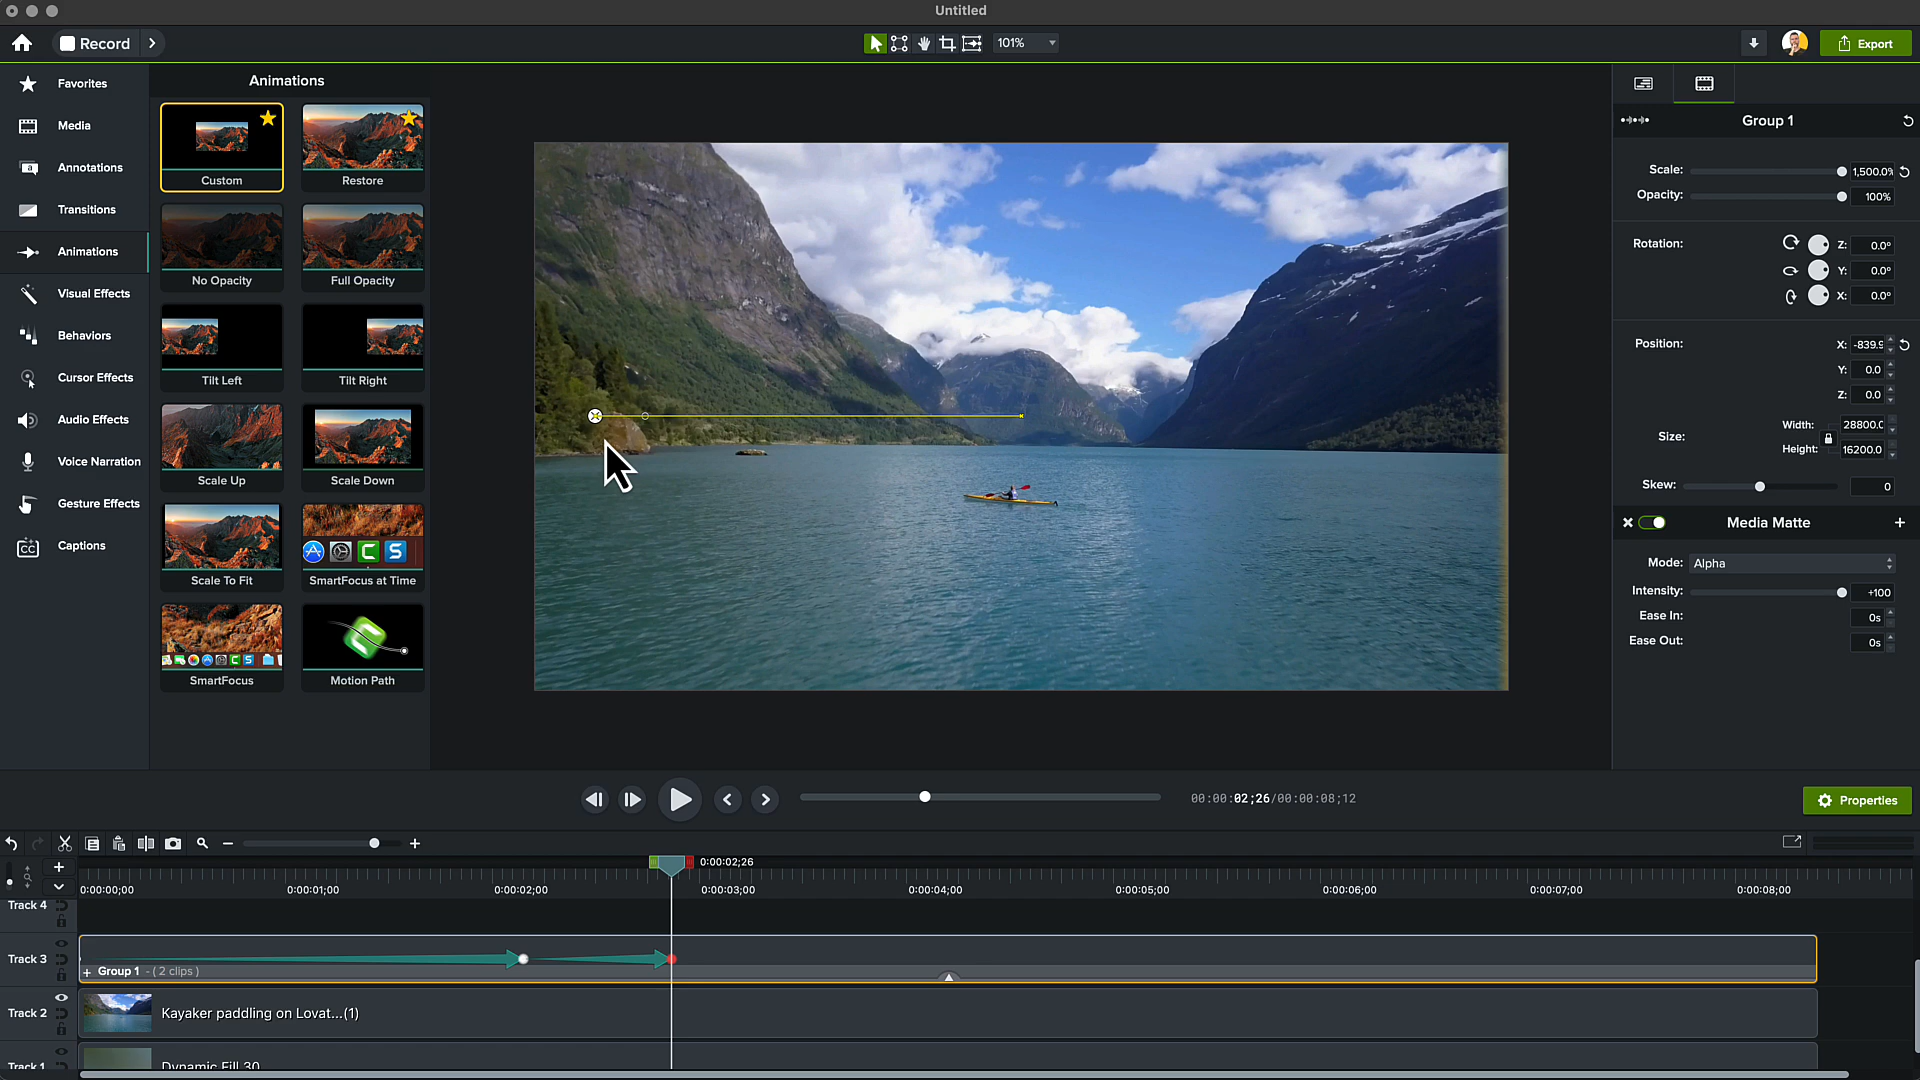 Untitled
Record
101%
Export
Favorites
Media
Annotations
Transitions
Animations
Visual Effects
Behaviors
Cursor Effects
Audio Effects
Voice Narration
Gesture Effects
CC
Captions
Animations
Custom
Restore
No Opacity
Full Opacity
Tilt Left
Tilt Right
Scale Up
Scale Down
Scale To Fit
SmartFocus at Time
SmartFocus
Motion Path
Group 1
Scale:
1,500.0%
Opacity:
100%
Rotation:
Z: 0.0°
Y: 0.0°
X: 0.0°
Position:
X: -839.9
Y: 0.0
Z: 0.0
Size:
Width: 28800.0
Height: 16200.0
Skew:
0
Media Matte
Mode: Alpha
Intensity: +100
Ease In: 0s
Ease Out: 0s
00:00:02;26/00:00:08;12
Properties
0:00:02;26
0:00:00;00
0:00:01;00
0:00:02;00
0:00:03;00
0:00:04;00
0:00:05;00
0:00:06;00
0:00:07;00
0:00:08;00
Track 4
Track 3
+ Group 1 - ( 2 clips )
Track 2
Kayaker paddling on Lovat...(1)
Track 1
Dynamic Fill 30